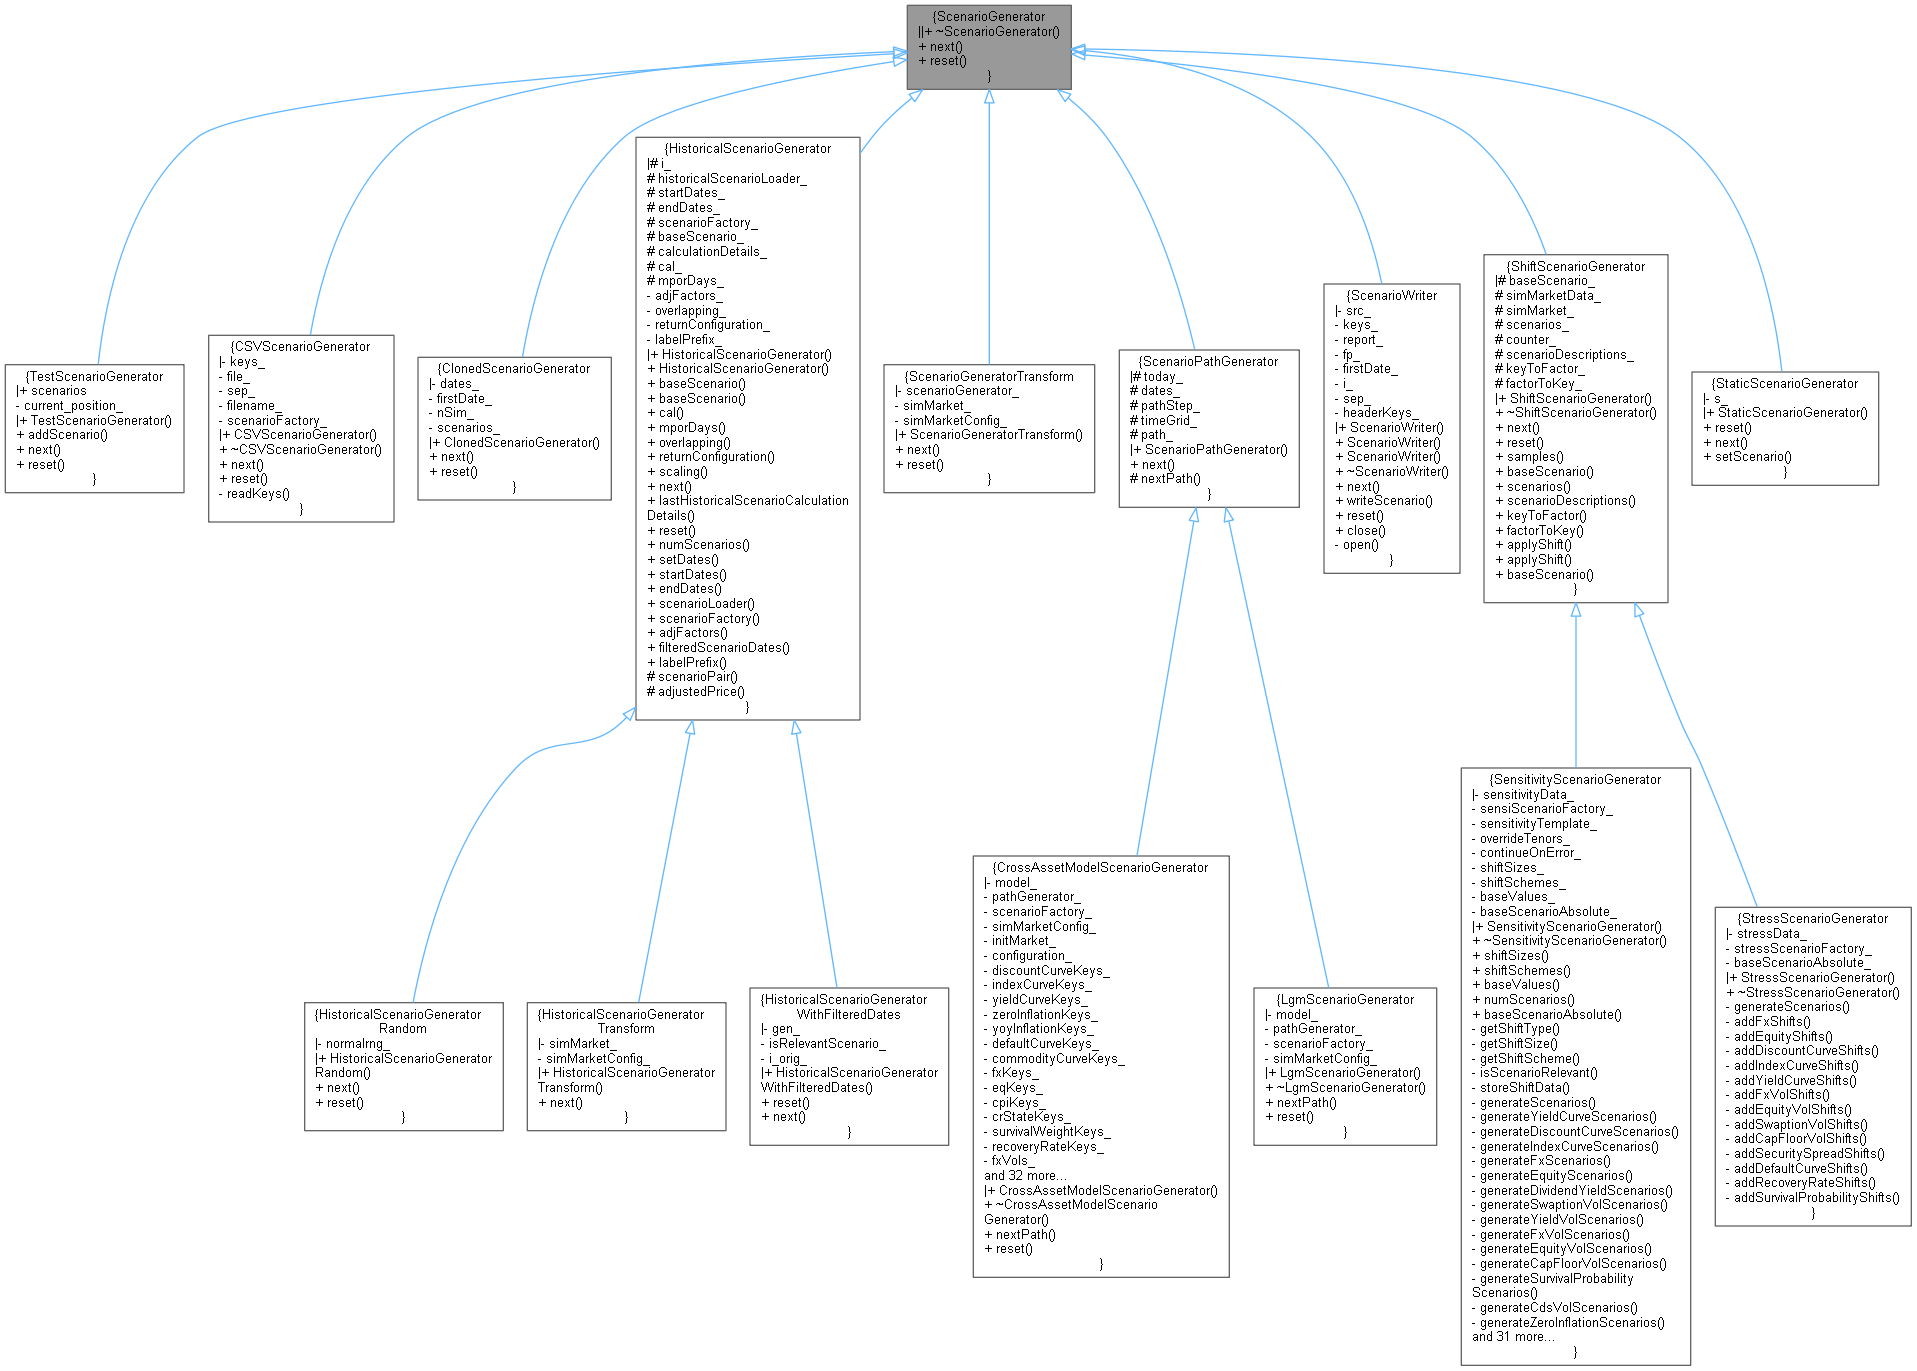 {ScenarioGenerator
||+ ~ScenarioGenerator()
+ next()
+ reset()
}
{TestScenarioGenerator
|+ scenarios
- current_position_
|+ TestScenarioGenerator()
+ addScenario()
+ next()
+ reset()
}
{CSVScenarioGenerator
|- keys_
- file_
- sep_
- filename_
- scenarioFactory_
|+ CSVScenarioGenerator()
+ ~CSVScenarioGenerator()
+ next()
+ reset()
- readKeys()
}
{ClonedScenarioGenerator
|- dates_
- firstDate_
- nSim_
- scenarios_
|+ ClonedScenarioGenerator()
+ next()
+ reset()
}
{HistoricalScenarioGenerator
|# i_
# historicalScenarioLoader_
# startDates_
# endDates_
# scenarioFactory_
# baseScenario_
# calculationDetails_
# cal_
# mporDays_
- adjFactors_
- overlapping_
- returnConfiguration_
- labelPrefix_
|+ HistoricalScenarioGenerator()
+ HistoricalScenarioGenerator()
+ baseScenario()
+ baseScenario()
+ cal()
+ mporDays()
+ overlapping()
+ returnConfiguration()
+ scaling()
+ next()
+ lastHistoricalScenarioCalculation
Details()
+ reset()
+ numScenarios()
+ setDates()
+ startDates()
+ endDates()
+ scenarioLoader()
+ scenarioFactory()
+ adjFactors()
+ filteredScenarioDates()
+ labelPrefix()
# scenarioPair()
# adjustedPrice()
}
{ScenarioGeneratorTransform
|- scenarioGenerator_
- simMarket_
- simMarketConfig_
|+ ScenarioGeneratorTransform()
+ next()
+ reset()
}
{ScenarioPathGenerator
|# today_
# dates_
# pathStep_
# timeGrid_
# path_
|+ ScenarioPathGenerator()
+ next()
# nextPath()
}
{ScenarioWriter
|- src_
- keys_
- report_
- fp_
- firstDate_
- i_
- sep_
- headerKeys_
|+ ScenarioWriter()
+ ScenarioWriter()
+ ScenarioWriter()
+ ~ScenarioWriter()
+ next()
+ writeScenario()
+ reset()
+ close()
- open()
}
{ShiftScenarioGenerator
|# baseScenario_
# simMarketData_
# simMarket_
# scenarios_
# counter_
# scenarioDescriptions_
# keyToFactor_
# factorToKey_
|+ ShiftScenarioGenerator()
+ ~ShiftScenarioGenerator()
+ next()
+ reset()
+ samples()
+ baseScenario()
+ scenarios()
+ scenarioDescriptions()
+ keyToFactor()
+ factorToKey()
+ applyShift()
+ applyShift()
+ baseScenario()
}
{StaticScenarioGenerator
|- s_
|+ StaticScenarioGenerator()
+ reset()
+ next()
+ setScenario()
}
{HistoricalScenarioGenerator
Random
|- normalrng_
|+ HistoricalScenarioGenerator
Random()
+ next()
+ reset()
}
{HistoricalScenarioGenerator
Transform
|- simMarket_
- simMarketConfig_
|+ HistoricalScenarioGenerator
Transform()
+ next()
}
{HistoricalScenarioGenerator
WithFilteredDates
|- gen_
- isRelevantScenario_
- i_orig_
|+ HistoricalScenarioGenerator
WithFilteredDates()
+ reset()
+ next()
}
{CrossAssetModelScenarioGenerator
|- model_
- pathGenerator_
- scenarioFactory_
- simMarketConfig_
- initMarket_
- configuration_
- discountCurveKeys_
- indexCurveKeys_
- yieldCurveKeys_
- zeroInflationKeys_
- yoyInflationKeys_
- defaultCurveKeys_
- commodityCurveKeys_
- fxKeys_
- eqKeys_
- cpiKeys_
- crStateKeys_
- survivalWeightKeys_
- recoveryRateKeys_
- fxVols_
and 32 more...
|+ CrossAssetModelScenarioGenerator()
+ ~CrossAssetModelScenario
Generator()
+ nextPath()
+ reset()
}
{LgmScenarioGenerator
|- model_
- pathGenerator_
- scenarioFactory_
- simMarketConfig_
|+ LgmScenarioGenerator()
+ ~LgmScenarioGenerator()
+ nextPath()
+ reset()
}
{SensitivityScenarioGenerator
|- sensitivityData_
- sensiScenarioFactory_
- sensitivityTemplate_
- overrideTenors_
- continueOnError_
- shiftSizes_
- shiftSchemes_
- baseValues_
- baseScenarioAbsolute_
|+ SensitivityScenarioGenerator()
+ ~SensitivityScenarioGenerator()
+ shiftSizes()
+ shiftSchemes()
+ baseValues()
+ numScenarios()
+ baseScenarioAbsolute()
- getShiftType()
- getShiftSize()
- getShiftScheme()
- isScenarioRelevant()
- storeShiftData()
- generateScenarios()
- generateYieldCurveScenarios()
- generateDiscountCurveScenarios()
- generateIndexCurveScenarios()
- generateFxScenarios()
- generateEquityScenarios()
- generateDividendYieldScenarios()
- generateSwaptionVolScenarios()
- generateYieldVolScenarios()
- generateFxVolScenarios()
- generateEquityVolScenarios()
- generateCapFloorVolScenarios()
- generateSurvivalProbability
Scenarios()
- generateCdsVolScenarios()
- generateZeroInflationScenarios()
and 31 more...
}
{StressScenarioGenerator
|- stressData_
- stressScenarioFactory_
- baseScenarioAbsolute_
|+ StressScenarioGenerator()
+ ~StressScenarioGenerator()
- generateScenarios()
- addFxShifts()
- addEquityShifts()
- addDiscountCurveShifts()
- addIndexCurveShifts()
- addYieldCurveShifts()
- addFxVolShifts()
- addEquityVolShifts()
- addSwaptionVolShifts()
- addCapFloorVolShifts()
- addSecuritySpreadShifts()
- addDefaultCurveShifts()
- addRecoveryRateShifts()
- addSurvivalProbabilityShifts()
}